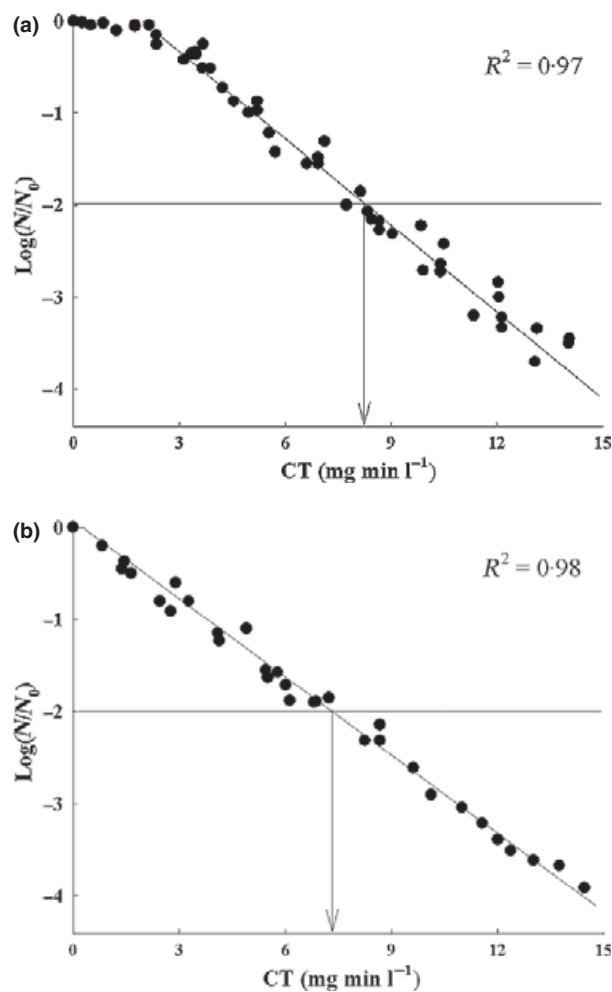 (a)
R² = 0·97
Log(N/N₀)
0
−1
−2
−3
−4
0 3 6 9 12 15
CT (mg min l⁻¹)
(b)
R² = 0·98
Log(N/N₀)
0
−1
−2
−3
−4
0 3 6 9 12 15
CT (mg min l⁻¹)